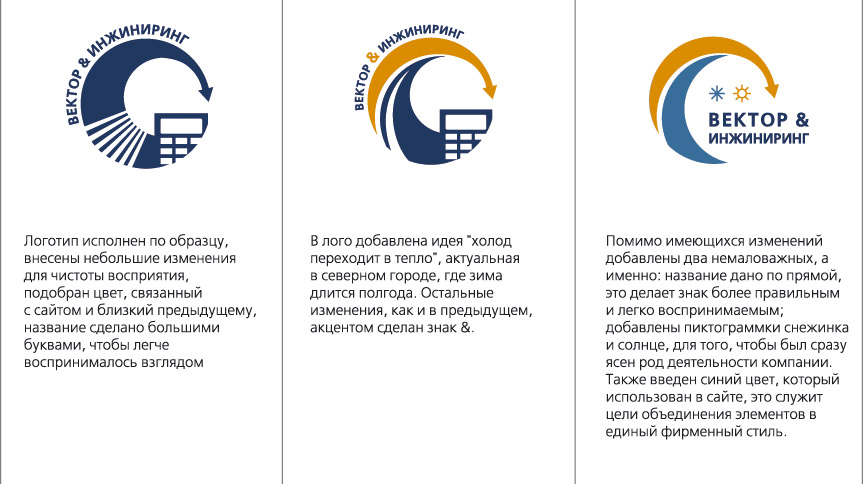 ВЕКТОР & ИНЖИНИРИНГ
Логотип исполнен по образцу,
внесены небольшие изменения
для чистоты восприятия,
подобран цвет, связанный
с сайтом и близкий предыдущему,
название сделано большими
буквами, чтобы легче
воспринималось взглядом
ВЕКТОР & ИНЖИНИРИНГ
В лого добавлена идея "холод
переходит в тепло", актуальная
в северном городе, где зима
длится полгода. Остальные
изменения, как и в предыдущем,
акцентом сделан знак &.
ВЕКТОР &
ИНЖИНИРИНГ
Помимо имеющихся изменений
добавлены два немаловажных, а
именно: название дано по прямой,
это делает знак более правильным
и легко воспринимаемым;
добавлены пиктограммки снежинка
и солнце, для того, чтобы был сразу
ясен род деятельности компании.
Также введен синий цвет, который
использован в сайте, это служит
цели объединения элементов в
единый фирменный стиль.